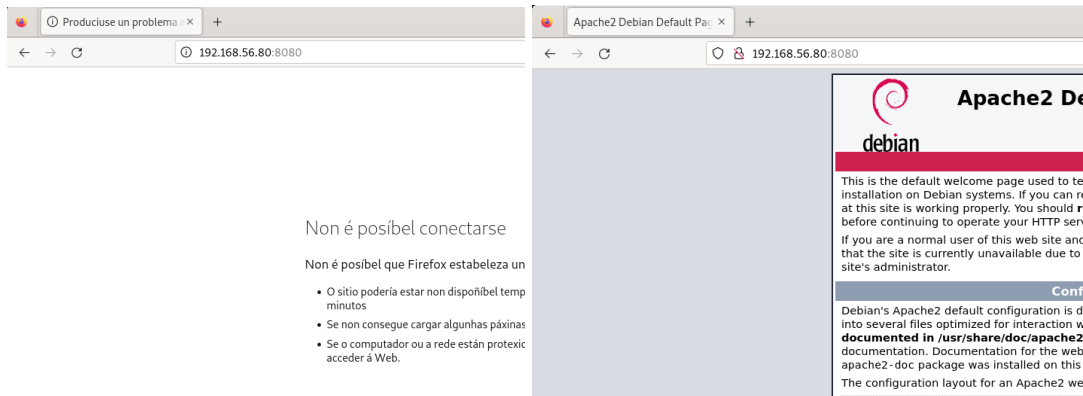 Produciuse un problema a
192.168.56.80:8080
Non é posíbel conectarse
Non é posíbel que Firefox estabeleza un
O sitio podería estar non dispoñíbel temp
minutos
Se non consegue cargar algunhas páxinas
Se o computador ou a rede están protexid
acceder á Web.
Apache2 Debian Default Pag
192.168.56.80:8080
Apache2 De
debian
This is the default welcome page used to te
installation on Debian systems. If you can re
at this site is working properly. You should r
before continuing to operate your HTTP serv
If you are a normal user of this web site and
that the site is currently unavailable due to
site's administrator.
Conf
Debian's Apache2 default configuration is d
into several files optimized for interaction w
documented in /usr/share/doc/apache2
documentation. Documentation for the web
apache2-doc package was installed on this
The configuration layout for an Apache2 we